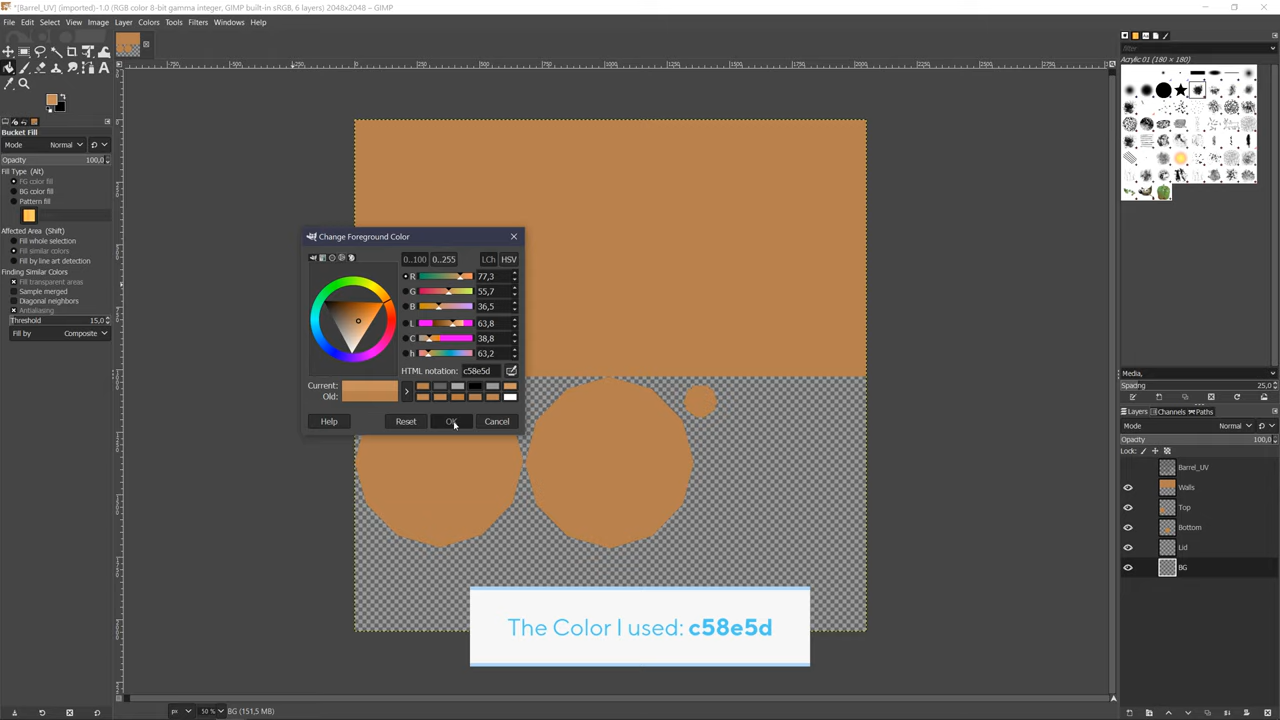 *[Barrel_UV] (imported)-1.0 (RGB color 8-bit gamma integer, GIMP built-in sRGB, 6 layers) 2048x2048 – GIMP
File Edit Select View Image Layer Colors Tools Filters Windows Help
Bucket Fill
Mode Normal
Opacity 100,0
Fill Type (Alt)
FG color fill
BG color fill
Pattern fill
Affected Area (Shift)
Fill whole selection
Fill similar colors
Fill by line art detection
Finding Similar Colors
Fill transparent areas
Sample merged
Diagonal neighbors
Antialiasing
Threshold 15,0
Fill by Composite
Change Foreground Color
0..100 0..255 LCh HSV
R 77,3
G 55,7
B 36,5
L 63,8
C 38,8
h 63,2
HTML notation: c58e5d
Current:
Old:
Help Reset OK Cancel
The Color I used: c58e5d
px 50 % BG (151,5 MB)
filter
Acrylic 01 (180 × 180)
Media,
Spacing 25,0
Layers Channels Paths
Mode Normal
Opacity 100,0
Lock:
Barrel_UV
Walls
Top
Bottom
Lid
BG